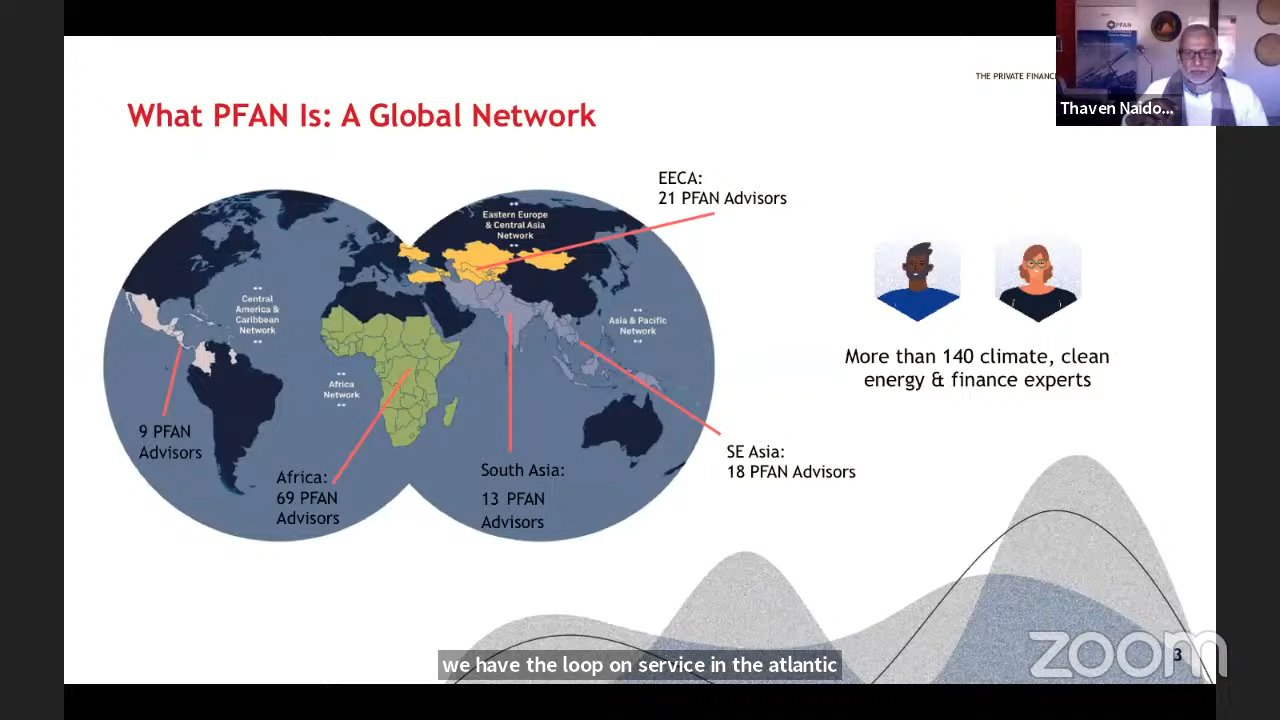 THE PRIVATE FINANC
PFAN
Thaven Naido...
What PFAN Is: A Global Network
EECA:
21 PFAN Advisors
Eastern Europe
& Central Asia
Network
Central
America &
Caribbean
Network
Asia & Pacific
Network
Africa
Network
More than 140 climate, clean
energy & finance experts
9 PFAN
Advisors
Africa:
69 PFAN
Advisors
South Asia:
13 PFAN
Advisors
SE Asia:
18 PFAN Advisors
we have the loop on service in the atlantic
zoom
3